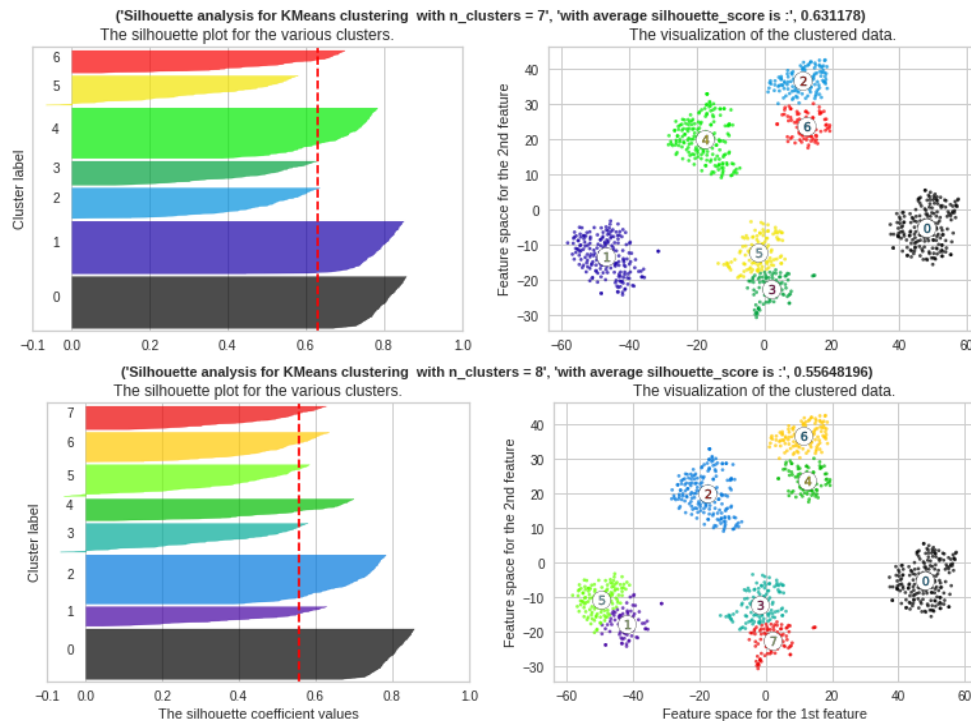 ('Silhouette analysis for KMeans clustering  with n_clusters = 7', 'with average silhouette_score is :', 0.631178)
The silhouette plot for the various clusters.
Cluster label
6
5
4
3
2
1
0
−0.1 0.0 0.2 0.4 0.6 0.8 1.0
The visualization of the clustered data.
Feature space for the 2nd feature
40
30
20
10
0
−10
−20
−30
2
6
4
0
5
1
3
−60 −40 −20 0 20 40 60
('Silhouette analysis for KMeans clustering  with n_clusters = 8', 'with average silhouette_score is :', 0.55648196)
The silhouette plot for the various clusters.
Cluster label
7
6
5
4
3
2
1
0
−0.1 0.0 0.2 0.4 0.6 0.8 1.0
The silhouette coefficient values
The visualization of the clustered data.
Feature space for the 2nd feature
40
30
20
10
0
−10
−20
−30
6
4
2
0
5
3
1
7
−60 −40 −20 0 20 40 60
Feature space for the 1st feature